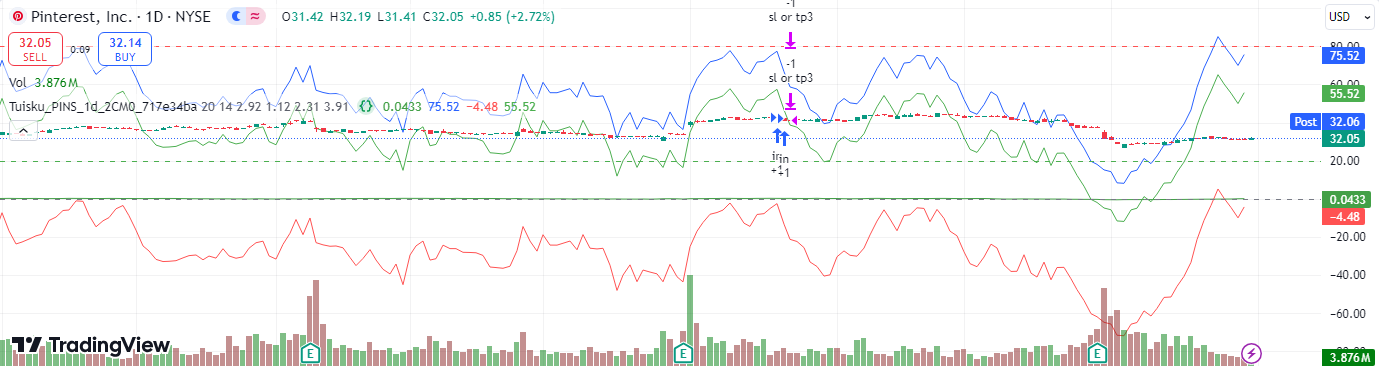 Pinterest, Inc. · 1D · NYSE O31.42 H32.19 L31.41 C32.05 +0.85 (+2.72%)
USD
32.05
SELL
0.09
32.14
BUY
Vol 3.876 M
Tuisku_PINS_1d_2CM0_717e34ba 20 14 2.92 1.12 2.31 3.91 {} 0.0433 75.52 −4.48 55.52
-1
sl or tp3
-1
sl or tp3
in
+1
+1
80.00
75.52
60.00
55.52
Post 32.06
32.05
20.00
0.0433
−4.48
−20.00
−40.00
−60.00
3.876 M
E
E
E
TradingView